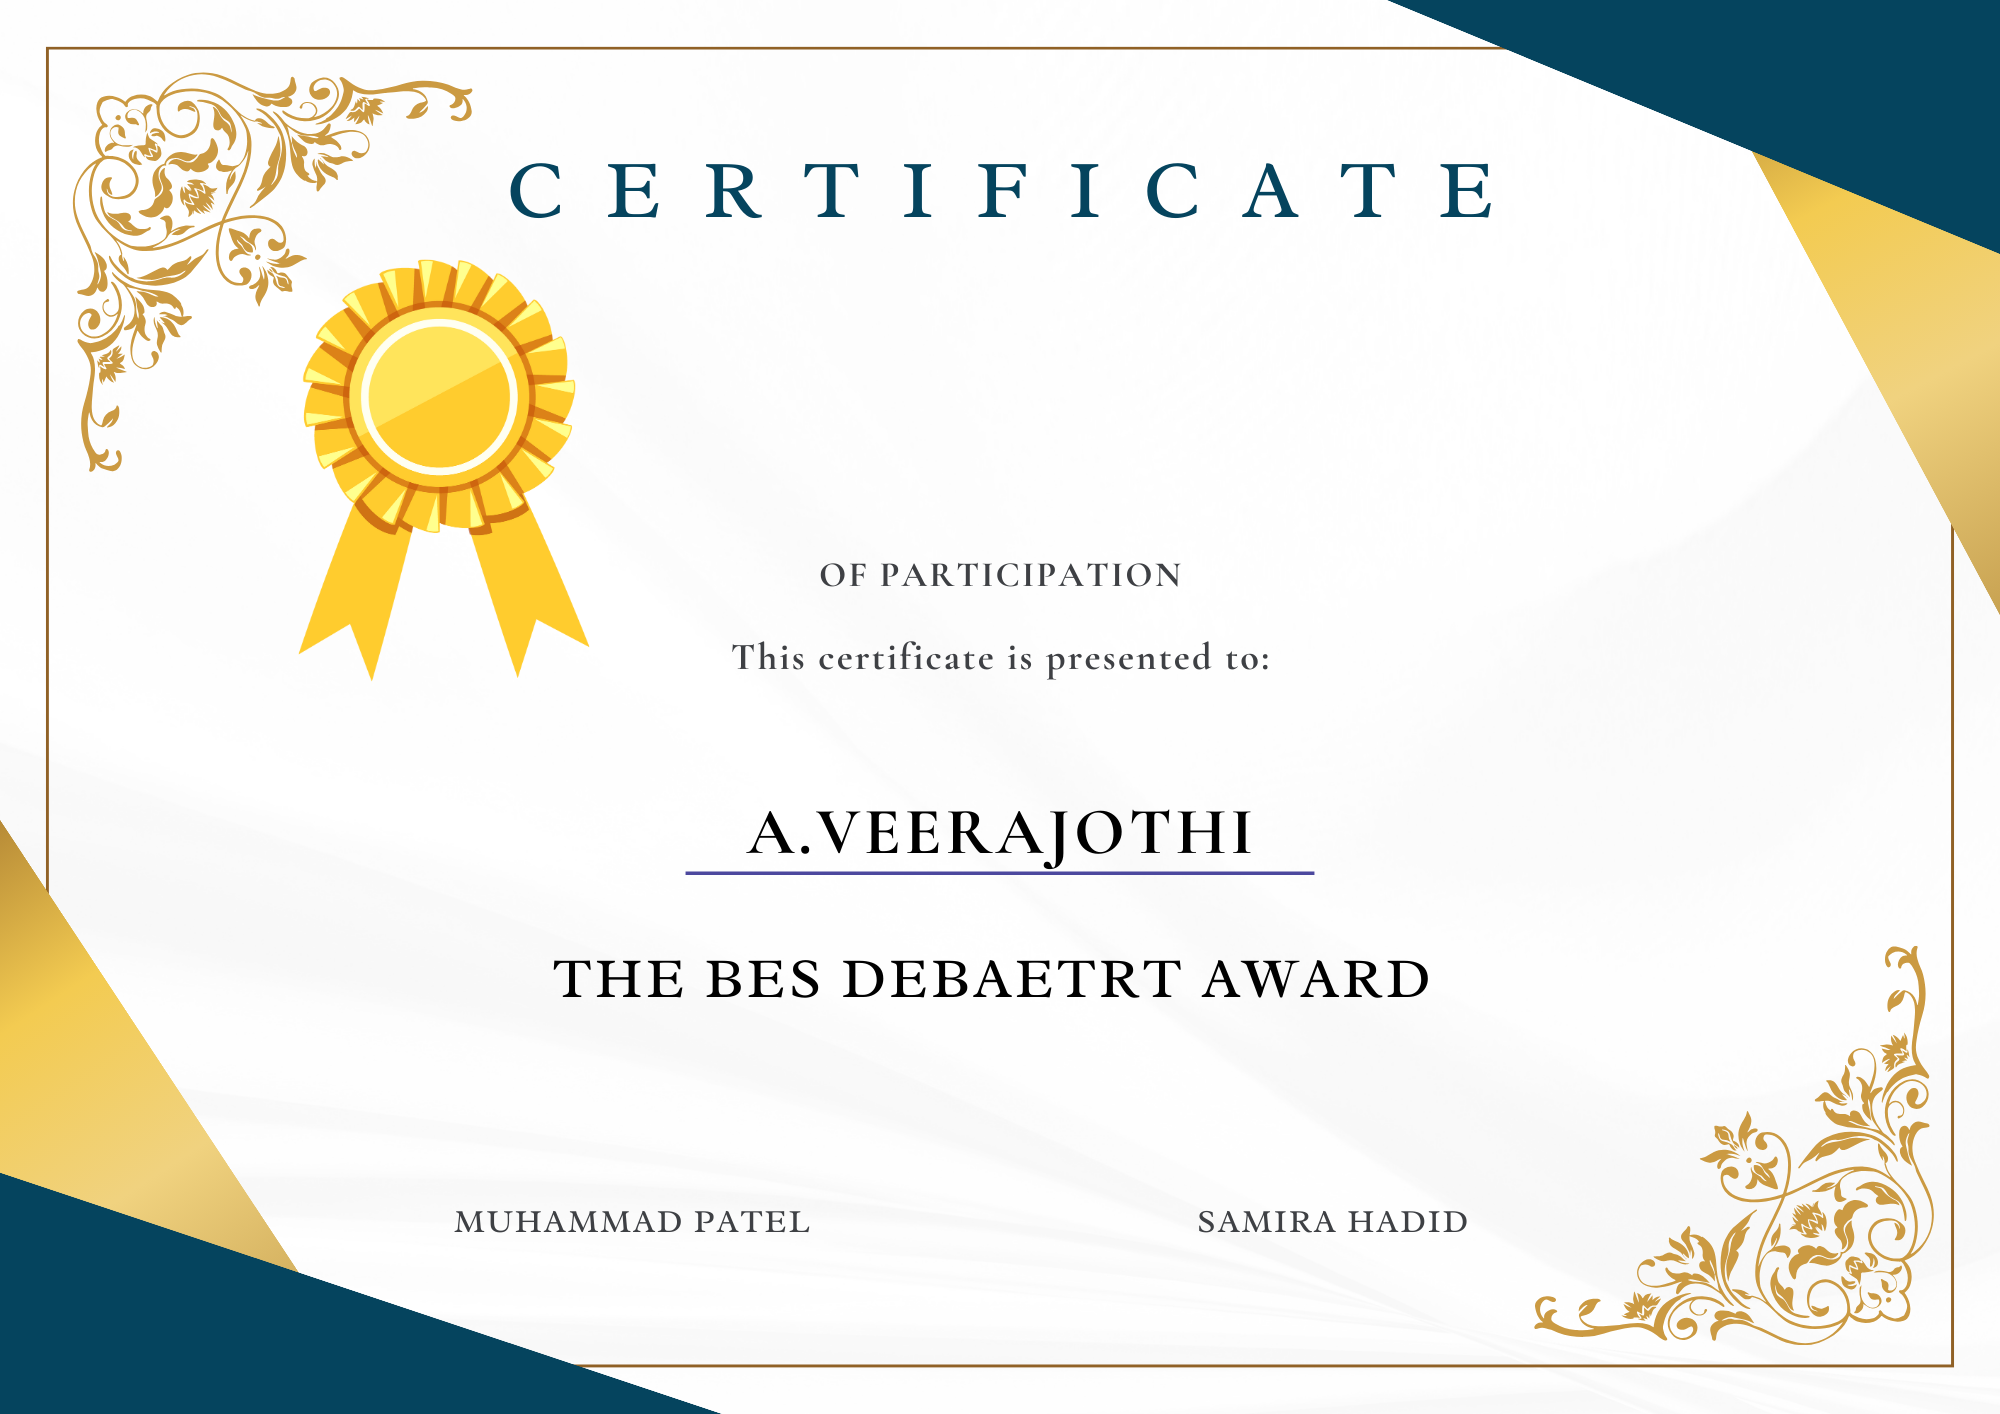 CERTIFICATE
OF PARTICIPATION
This certificate is presented to:
A.VEERAJOTHI
THE BES DEBAETRT AWARD
MUHAMMAD PATEL
SAMIRA HADID